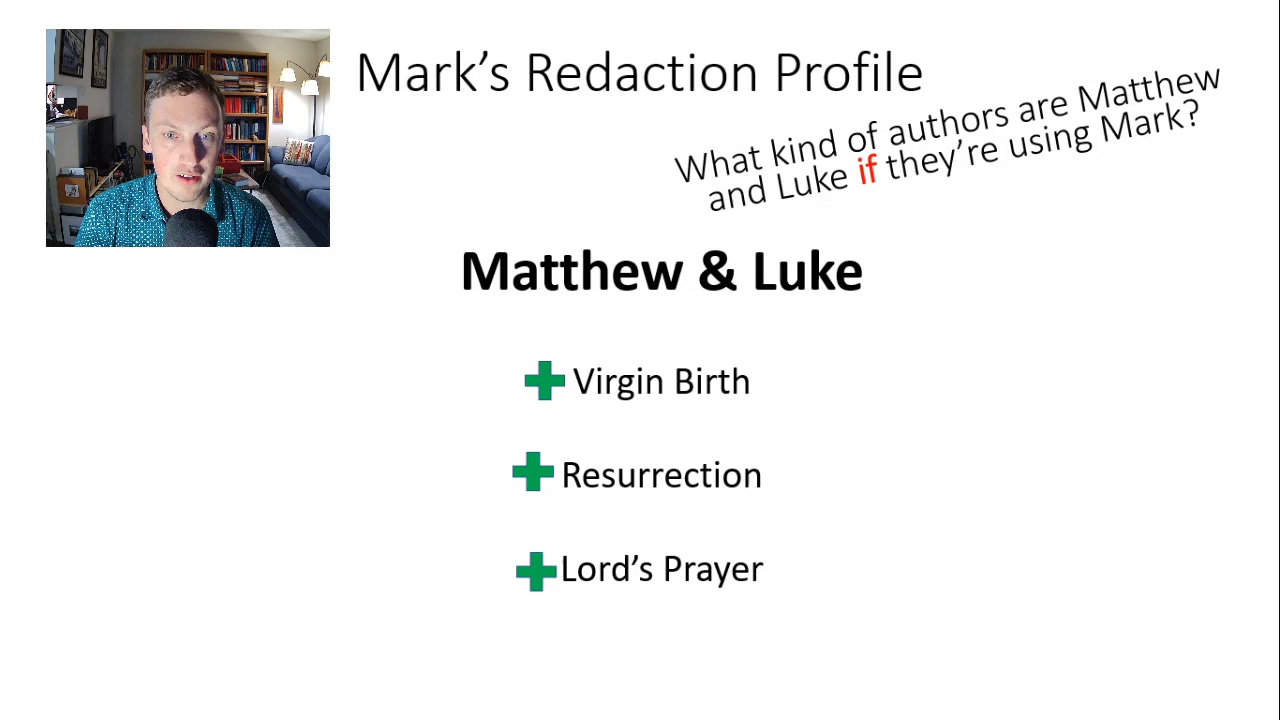 Mark’s Redaction Profile
What kind of authors are Matthew
and Luke if they’re using Mark?
Matthew & Luke
Virgin Birth
Resurrection
Lord’s Prayer